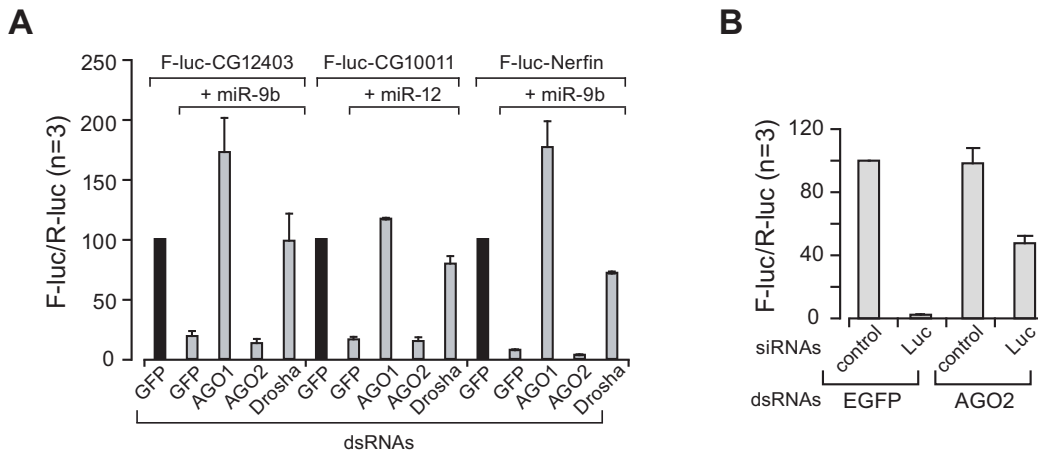 A
F-luc-CG12403 F-luc-CG10011 F-luc-Nerfin
+ miR-9b + miR-12 + miR-9b
F-luc/R-luc (n=3)
250
200
150
100
50
0
GFP GFP AGO1 AGO2 Drosha GFP GFP AGO1 AGO2 Drosha GFP GFP AGO1 AGO2 Drosha
dsRNAs
B
F-luc/R-luc (n=3)
120
80
40
0
siRNAs control Luc control Luc
dsRNAs EGFP AGO2